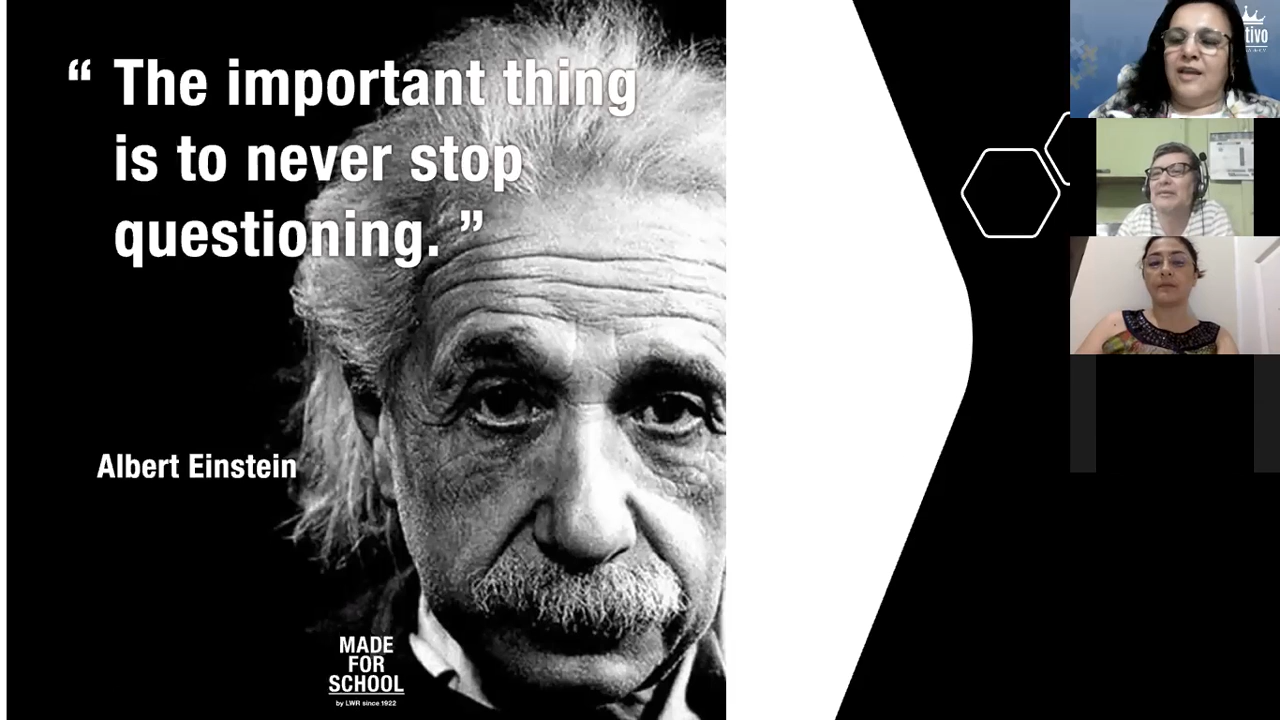 “ The important thing
is to never stop
questioning. ”
Albert Einstein
MADE
FOR
SCHOOL
by LWR since 1922
tivo